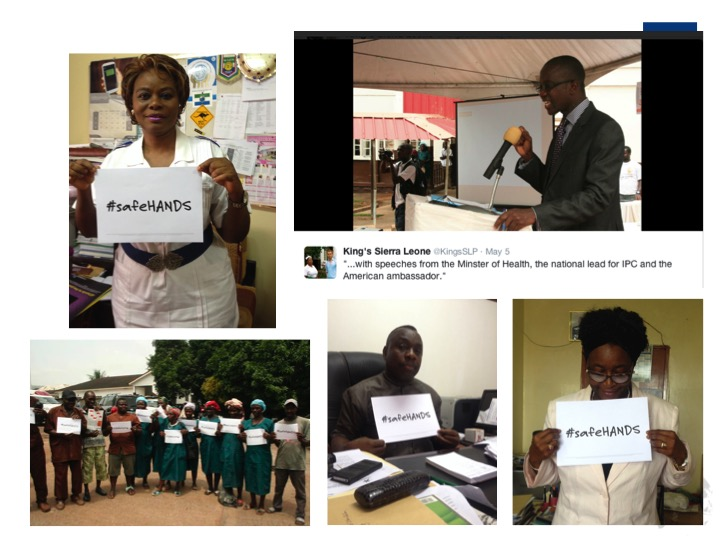 #safeHANDS
King's Sierra Leone @KingsSLP · May 5
"...with speeches from the Minster of Health, the national lead for IPC and the
American ambassador."
#safeHANDS
#safeHANDS